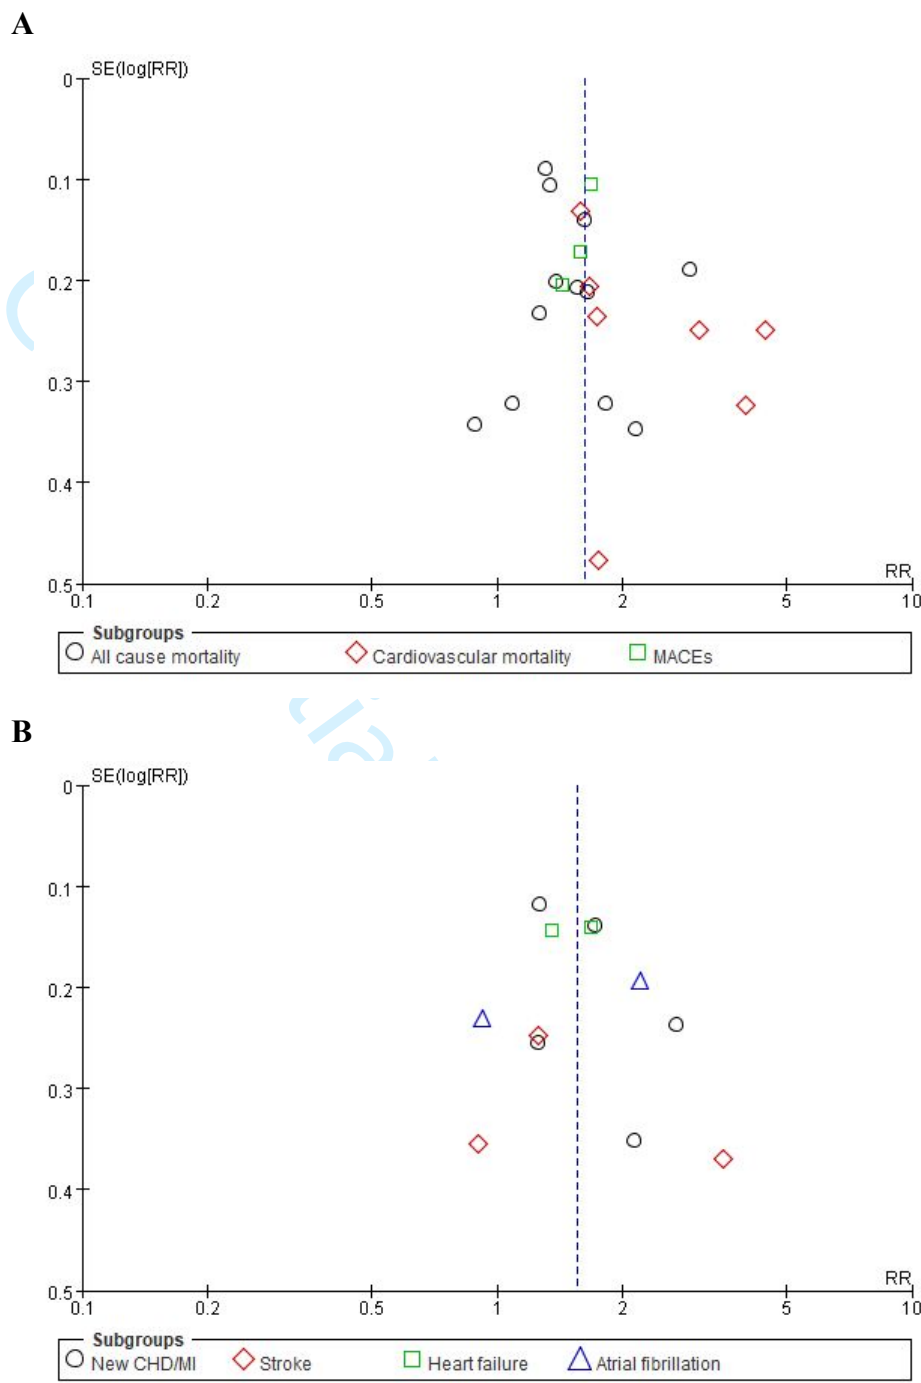 A
SE(log[RR])
0
0.1
0.2
0.3
0.4
0.5
RR
0.1 0.2 0.5 1 2 5 10
Subgroups
All cause mortality Cardiovascular mortality MACEs
B
SE(log[RR])
0
0.1
0.2
0.3
0.4
0.5
RR
0.1 0.2 0.5 1 2 5 10
Subgroups
New CHD/MI Stroke Heart failure Atrial fibrillation